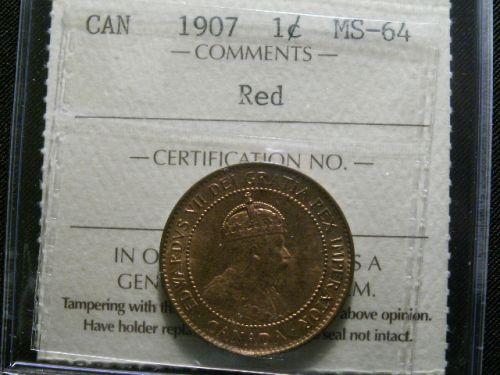 CAN 1907 1¢ MS-64
COMMENTS
Red
CERTIFICATION NO.
EDWARDVS VII DEI GRATIA REX IMPERATOR
CANADA
IN O S A
GEN M.
Tampering with th above opinion.
Have holder repla seal not intact.